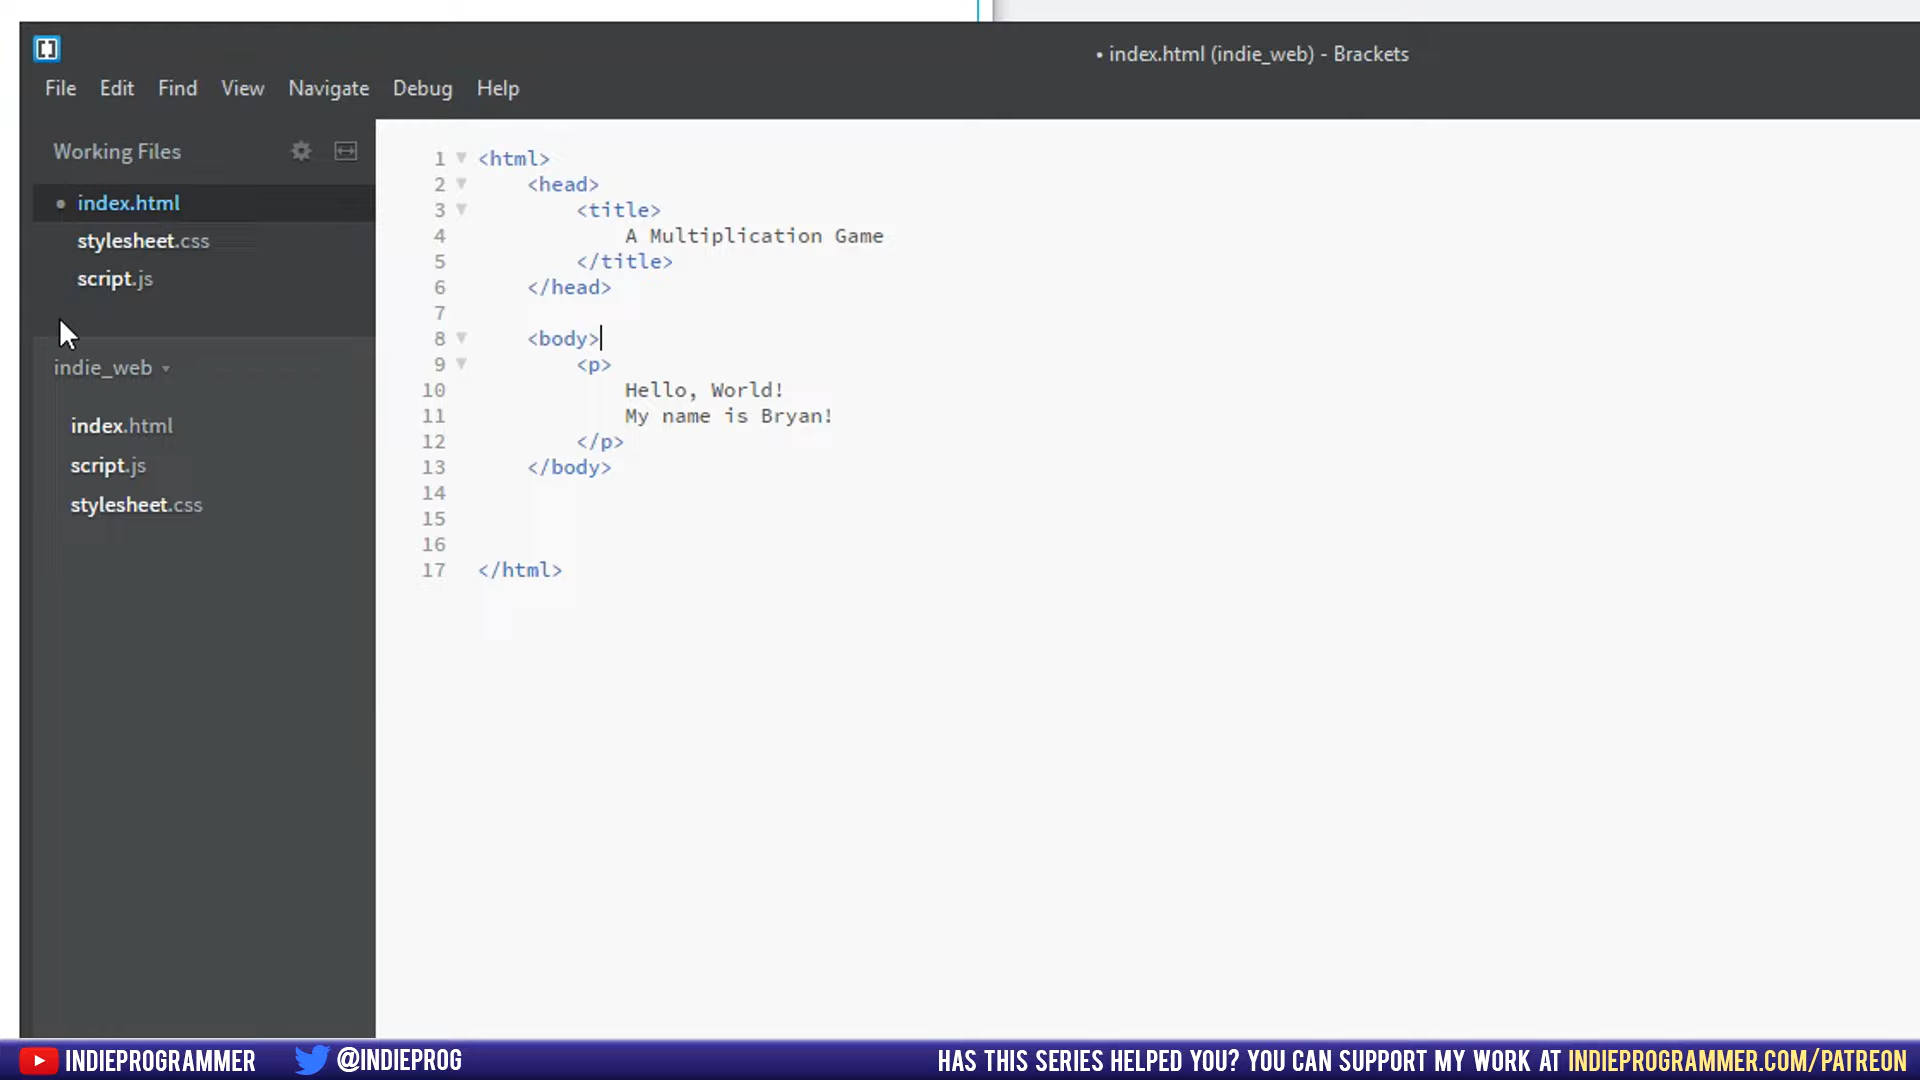 • index.html (indie_web) - Brackets
File Edit Find View Navigate Debug Help
Working Files
index.html
stylesheet.css
script.js
indie_web
index.html
script.js
stylesheet.css
1 <html>
2 <head>
3 <title>
4 A Multiplication Game
5 </title>
6 </head>
7
8 <body>
9 <p>
10 Hello, World!
11 My name is Bryan!
12 </p>
13 </body>
14
15
16
17 </html>
INDIEPROGRAMMER @INDIEPROG HAS THIS SERIES HELPED YOU? YOU CAN SUPPORT MY WORK AT INDIEPROGRAMMER.COM/PATREON